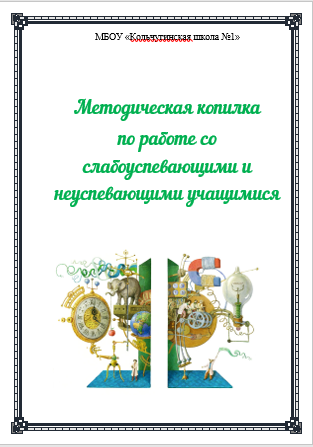 МБОУ «Кольчугинская школа №1»
Методическая копилка
по работе со
слабоуспевающими и
неуспевающими учащимися